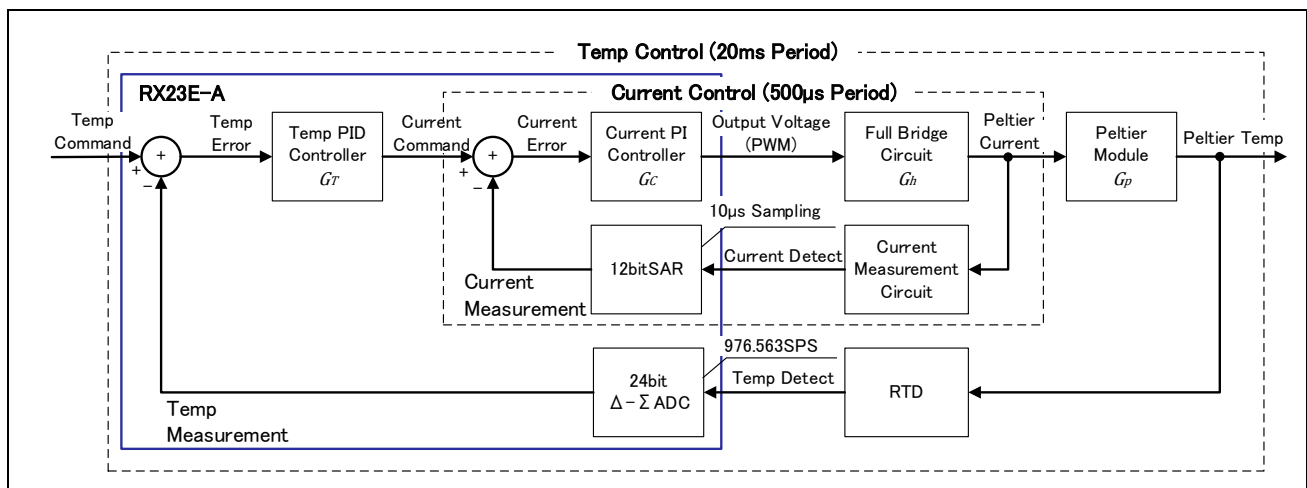 Temp Control (20ms Period)
RX23E-A
Current Control (500μs Period)
Temp
Command
Temp
Error
Temp PID
Controller
GT
Current
Command
Current
Error
Current PI
Controller
GC
Output Voltage
(PWM)
Full Bridge
Circuit
Gh
Peltier
Current
Peltier
Module
Gp
Peltier Temp
+
+
−
+
+
−
10μs Sampling
12bitSAR
Current Detect
Current
Measurement
Circuit
Current
Measurement
976.563SPS
24bit
Δ-Σ ADC
Temp Detect
RTD
Temp
Measurement